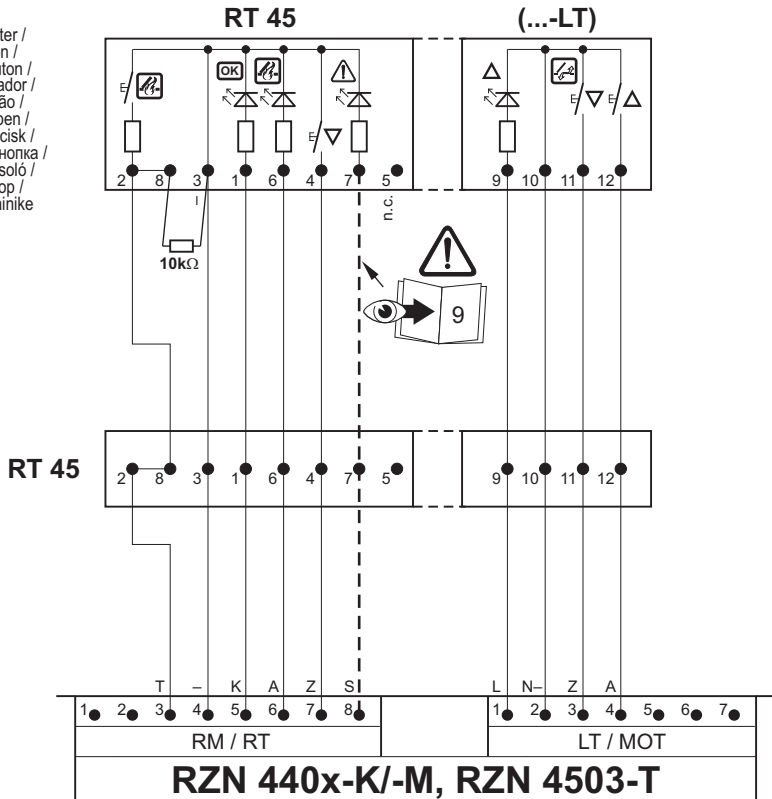 RT 45 (...-LT)
ter /
n /
ton /
ador /
ão /
pen /
cisk /
нопка /
soló /
op /
ainike
E OK E E E
2 8 3 1 6 4 7 5 9 10 11 12
–
n.c.
10kΩ
9
RT 45
2 8 3 1 6 4 7 5 9 10 11 12
T – K A Z S L N– Z A
1 2 3 4 5 6 7 8 1 2 3 4 5 6 7
RM / RT LT / MOT
RZN 440x-K/-M, RZN 4503-T